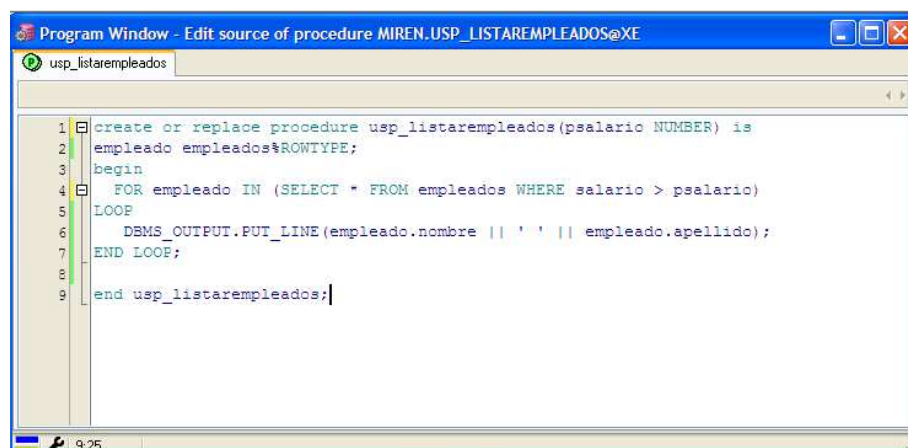 Program Window - Edit source of procedure MIREN.USP_LISTAREMPLEADOS@XE
P usp_listarempleados
1 create or replace procedure usp_listarempleados(psalario NUMBER) is
2 empleado empleados%ROWTYPE;
3 begin
4 FOR empleado IN (SELECT * FROM empleados WHERE salario > psalario)
5 LOOP
6 DBMS_OUTPUT.PUT_LINE(empleado.nombre || ' ' || empleado.apellido);
7 END LOOP;
8
9 end usp_listarempleados;
9:25